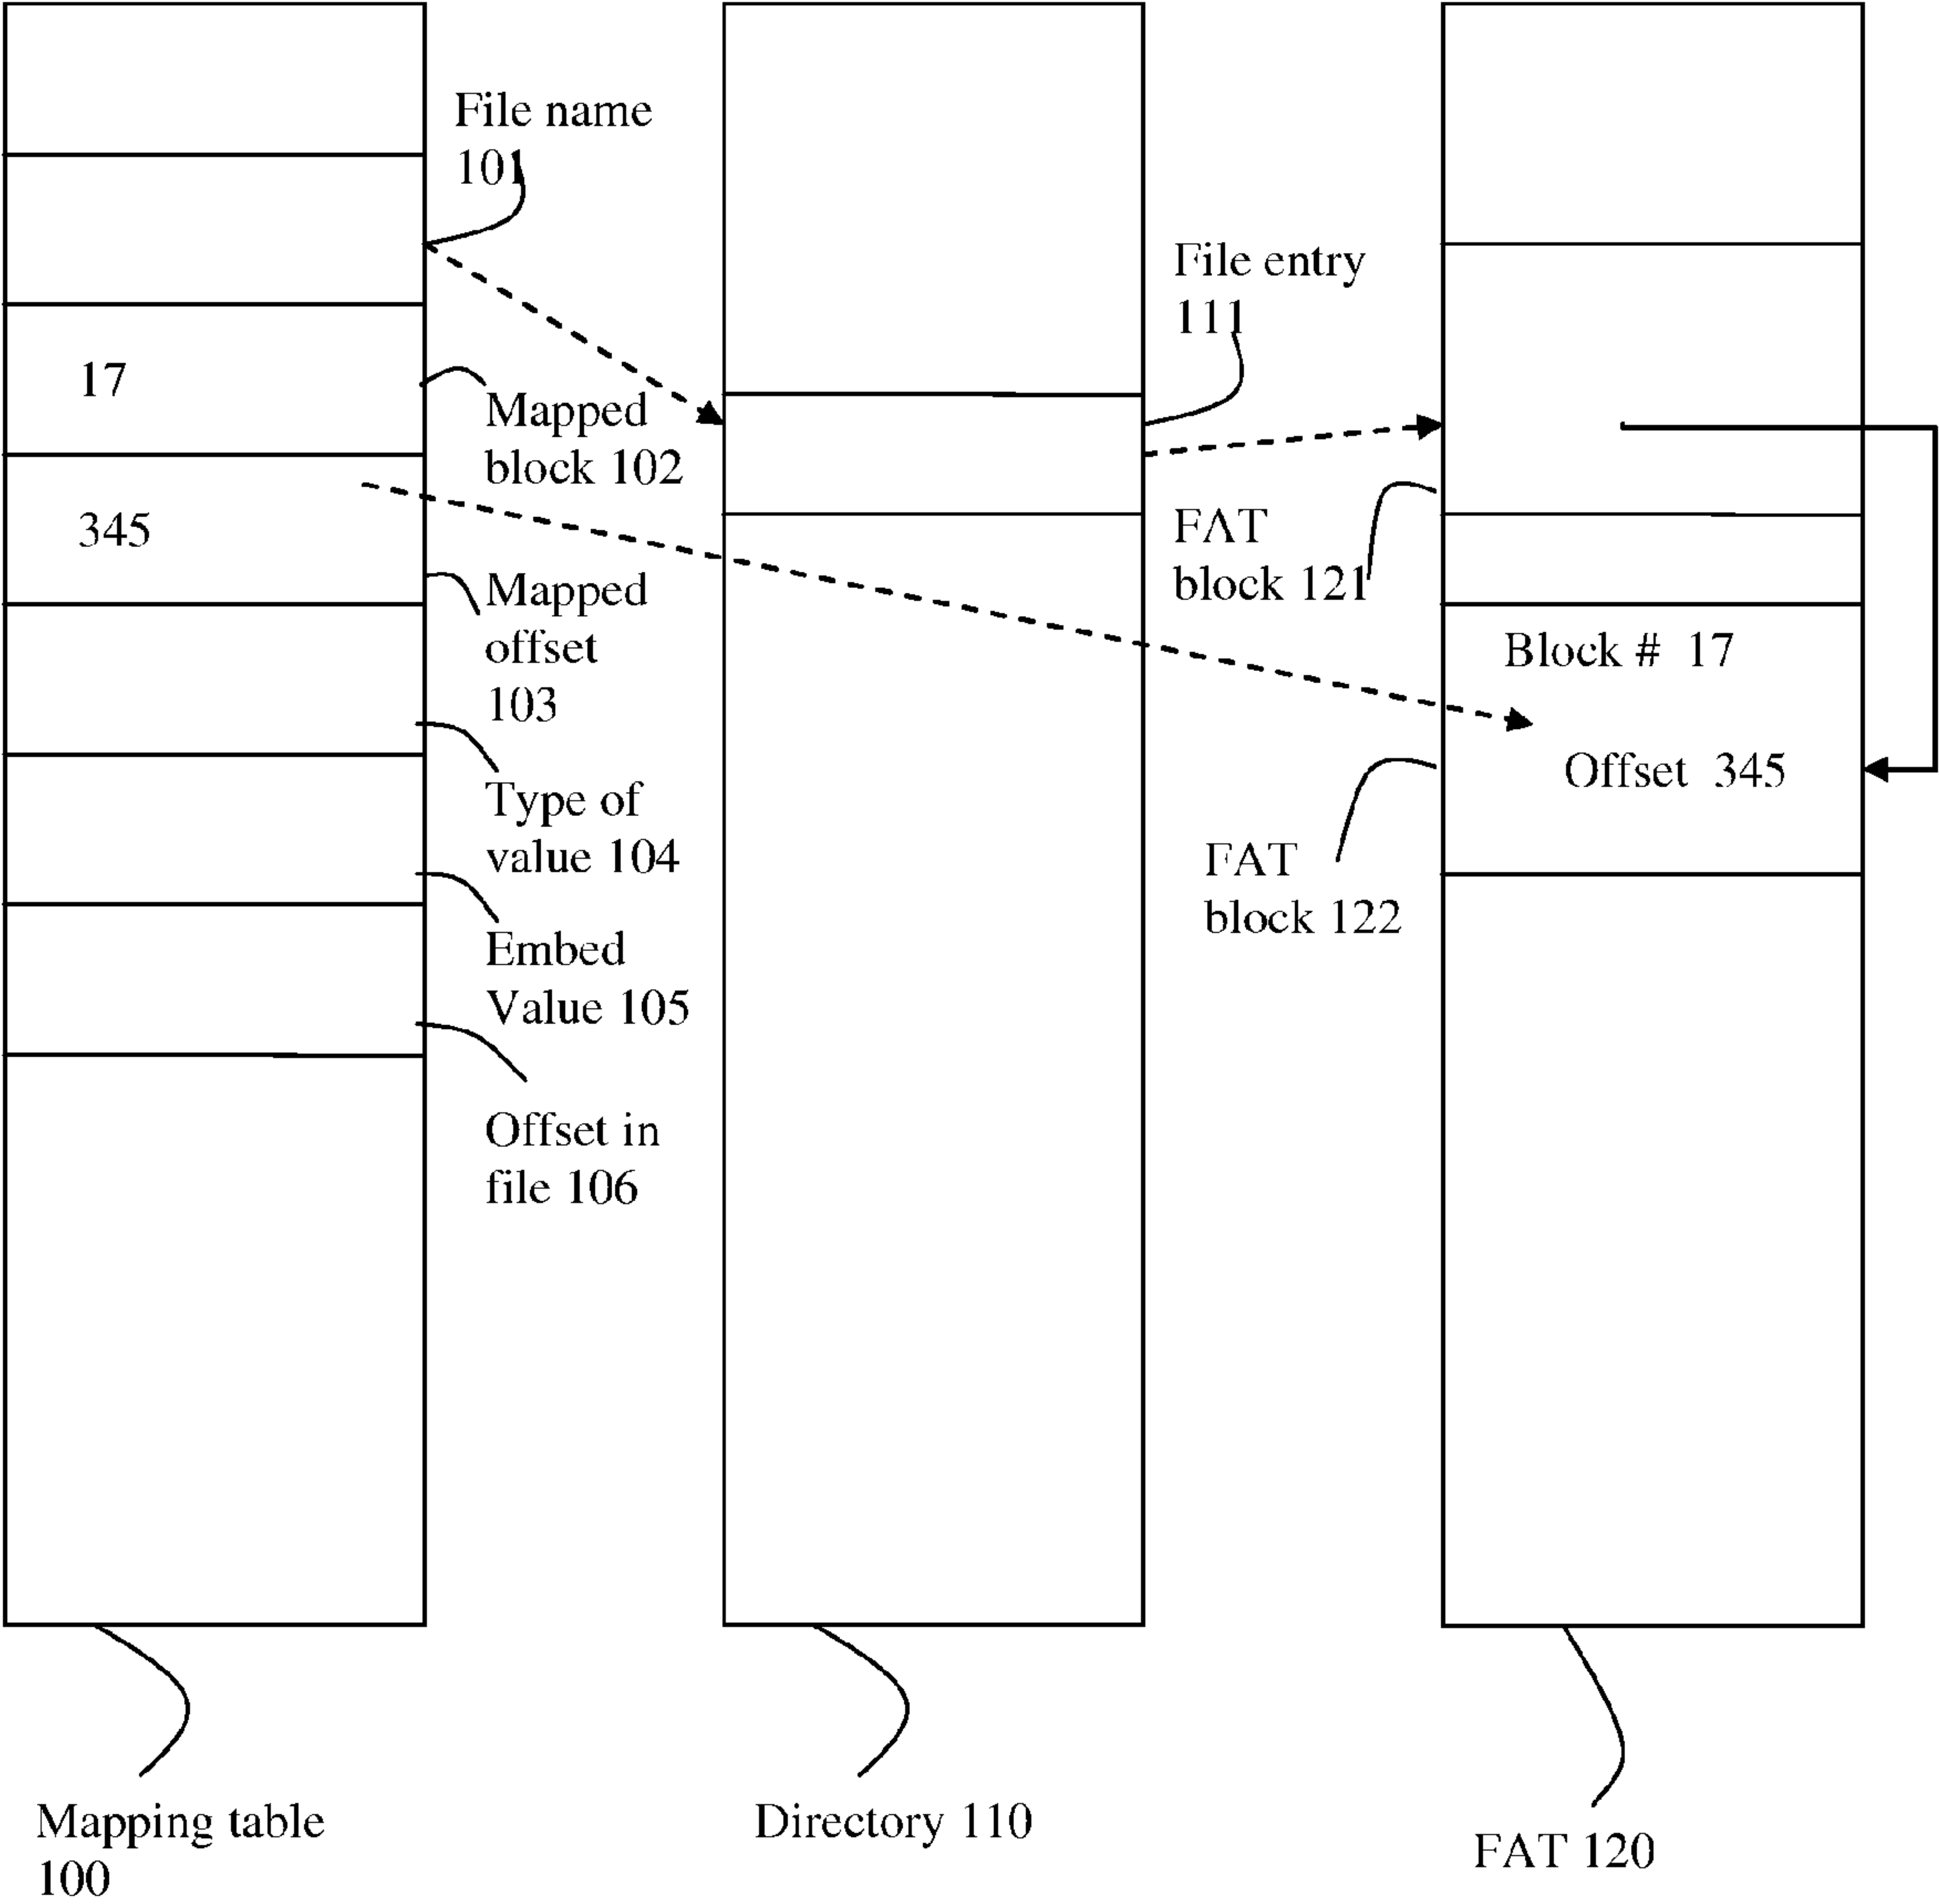 File name
101
17
Mapped
block 102
345
Mapped
offset
103
Type of
value 104
Embed
Value 105
Offset in
file 106
File entry
111
FAT
block 121
Block # 17
Offset 345
FAT
block 122
Mapping table
100
Directory 110
FAT 120